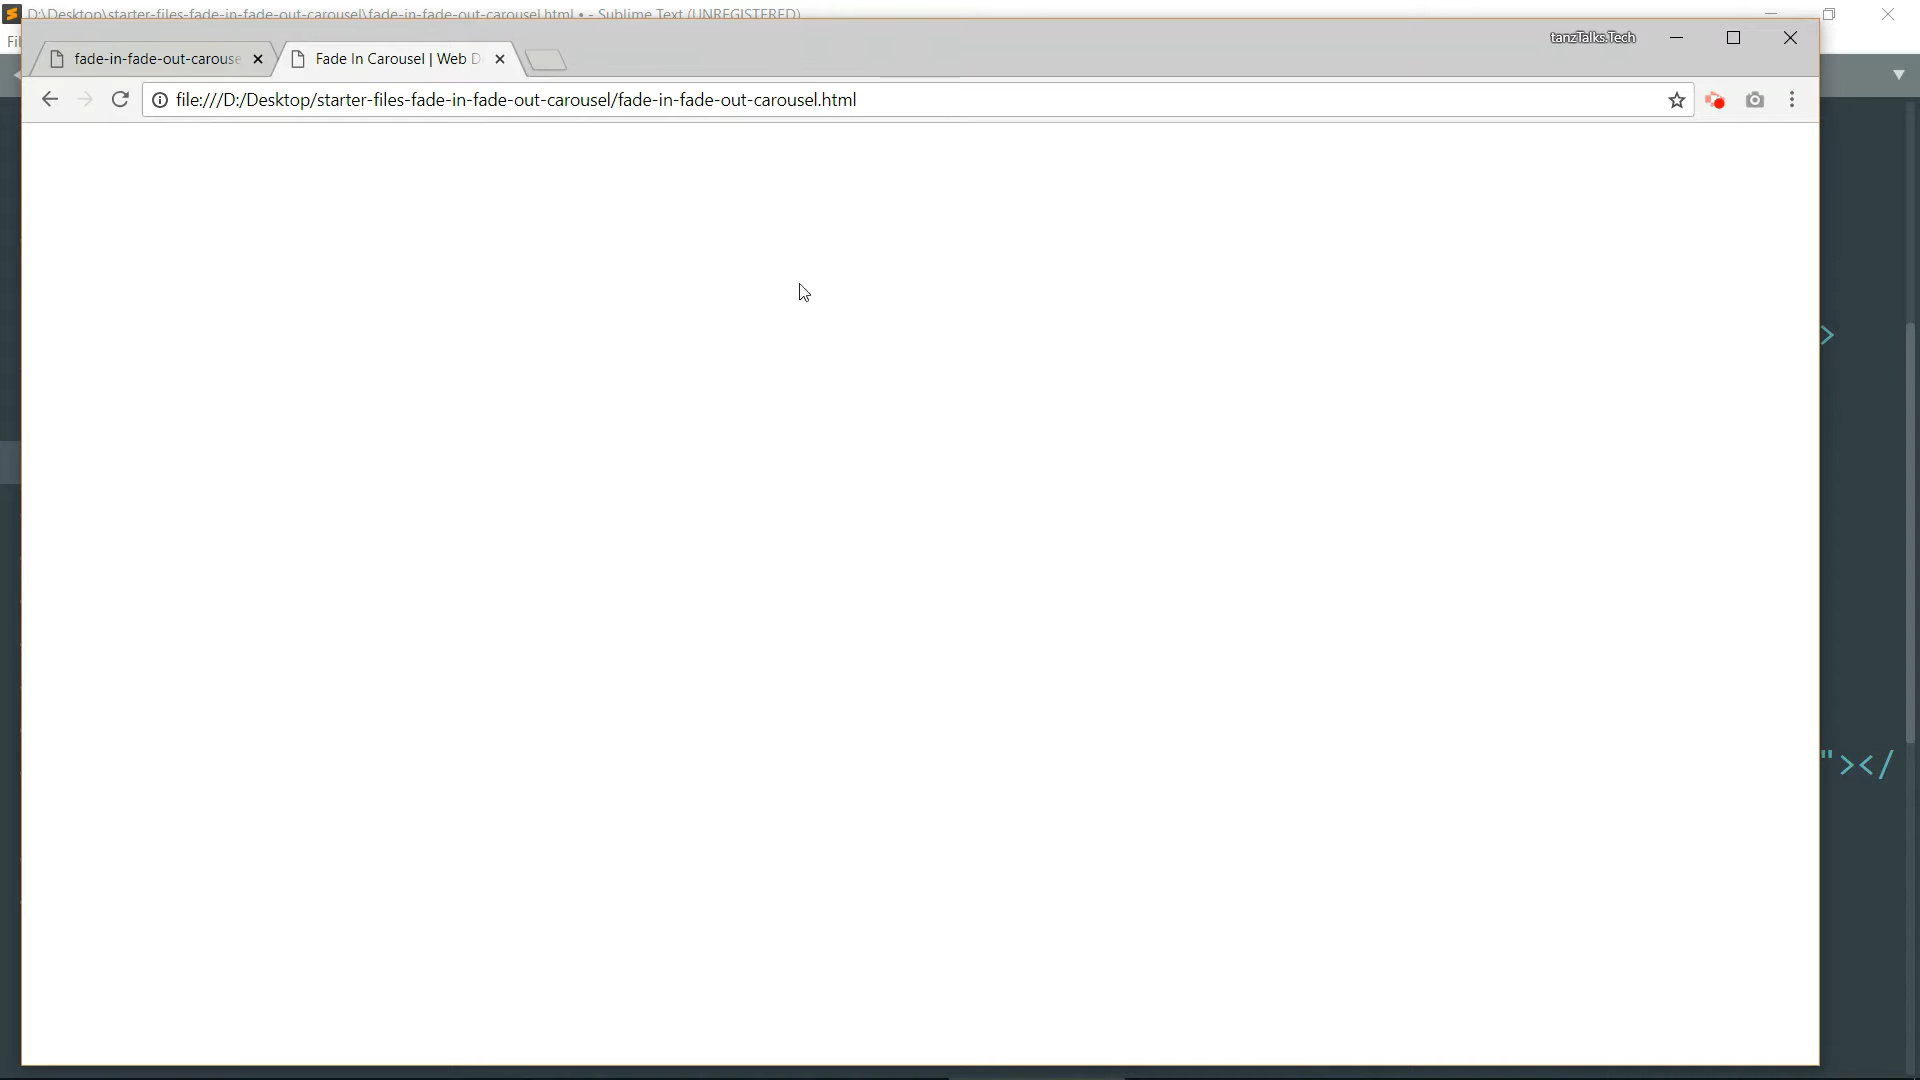 D:\Desktop\starter-files-fade-in-fade-out-carousel\fade-in-fade-out-carousel.html • - Sublime Text (UNREGISTERED)
Fil
tanzTalks.Tech
fade-in-fade-out-carouse
Fade In Carousel | Web D
file:///D:/Desktop/starter-files-fade-in-fade-out-carousel/fade-in-fade-out-carousel.html
>
"></